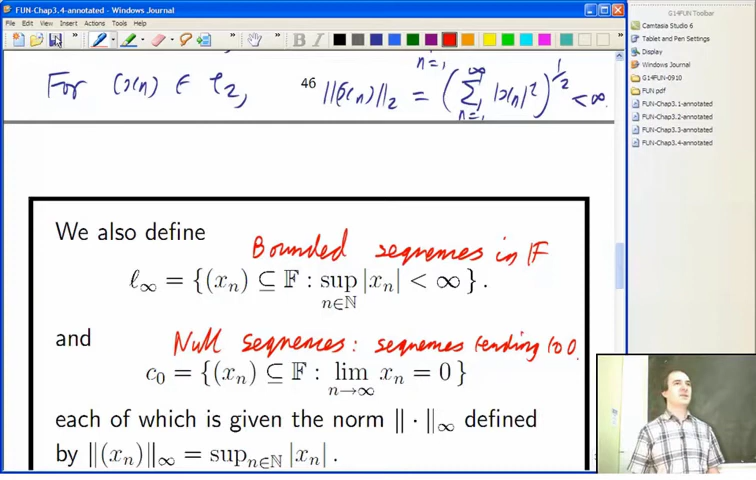 FUN-Chap3.4-annotated - Windows Journal
File Edit View Insert Actions Tools Help
n=1
For (xn) ∈ ℓ2,
46
||(xn)||2 = (∑ n=1 ∞ |xn|²)^1/2 < ∞.
We also define
Bounded sequences in F
ℓ∞ = {(xn) ⊆ 𝔽 : sup n∈ℕ |xn| < ∞ } .
and
Null sequences: sequences tending to 0.
c0 = {(xn) ⊆ 𝔽 : lim n→∞ xn = 0 }
each of which is given the norm ‖ · ‖∞ defined
by ‖(xn)‖∞ = sup n∈ℕ |xn| .
G14FUN Toolbar
Camtasia Studio 6
Tablet and Pen Settings
Display
Windows Journal
G14FUN-0910
FUN pdf
FUN-Chap3.1-annotated
FUN-Chap3.2-annotated
FUN-Chap3.3-annotated
FUN-Chap3.4-annotated